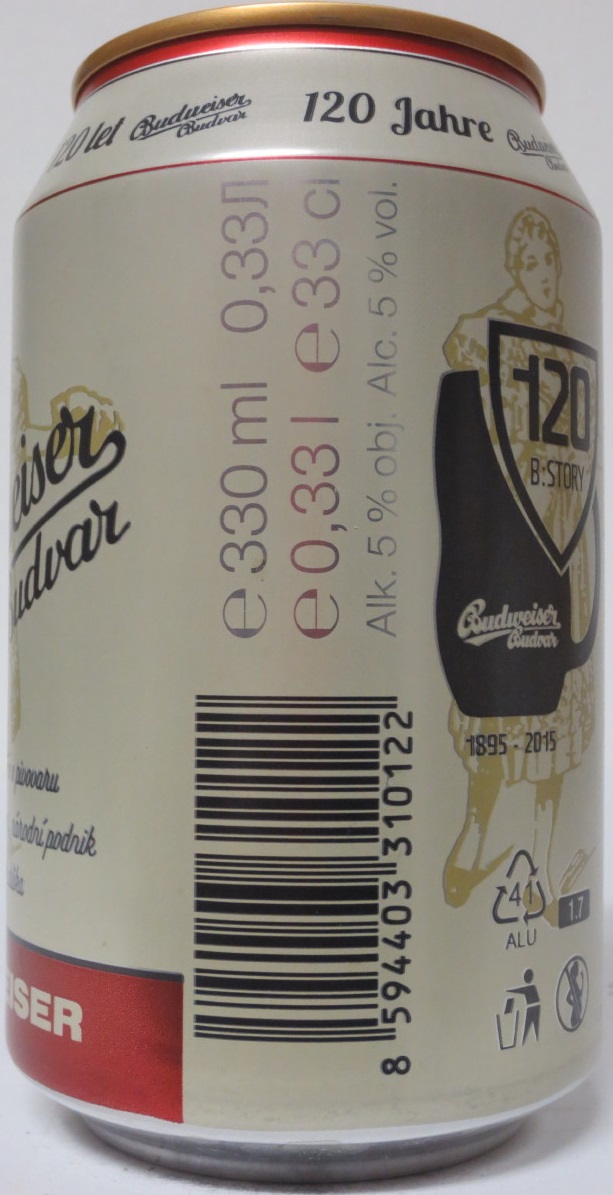 120 let Budweiser Budvar 120 Jahre Budweiser Budvar
e 330 ml 0,33Л
e 0,33 l e 33 cl
Alk. 5 % obj. Alc. 5 % vol.
eiser
udvar
pivovaru
národní podnik
EISER
8 594403 310122
120
B:STORY
Budweiser
Budvar
1895 - 2015
41
ALU
1.7